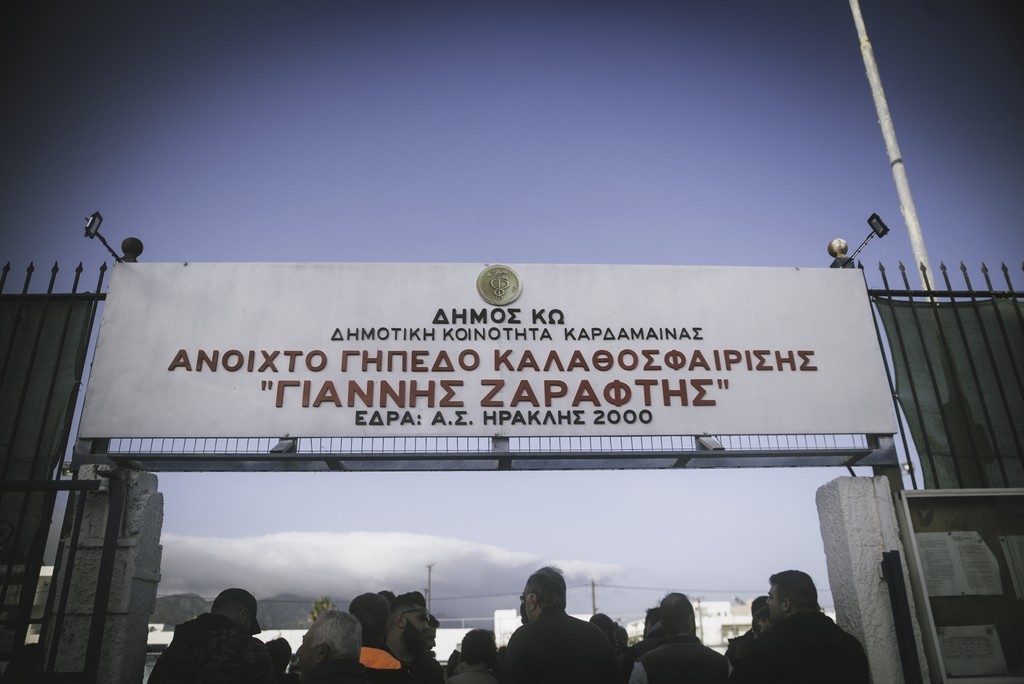 ΔΗΜΟΣ ΚΩ
ΔΗΜΟΤΙΚΗ ΚΟΙΝΟΤΗΤΑ ΚΑΡΔΑΜΑΙΝΑΣ
ΑΝΟΙΧΤΟ ΓΗΠΕΔΟ ΚΑΛΑΘΟΣΦΑΙΡΙΣΗΣ
"ΓΙΑΝΝΗΣ ΖΑΡΑΦΤΗΣ"
ΕΔΡΑ: Α.Σ. ΗΡΑΚΛΗΣ 2000